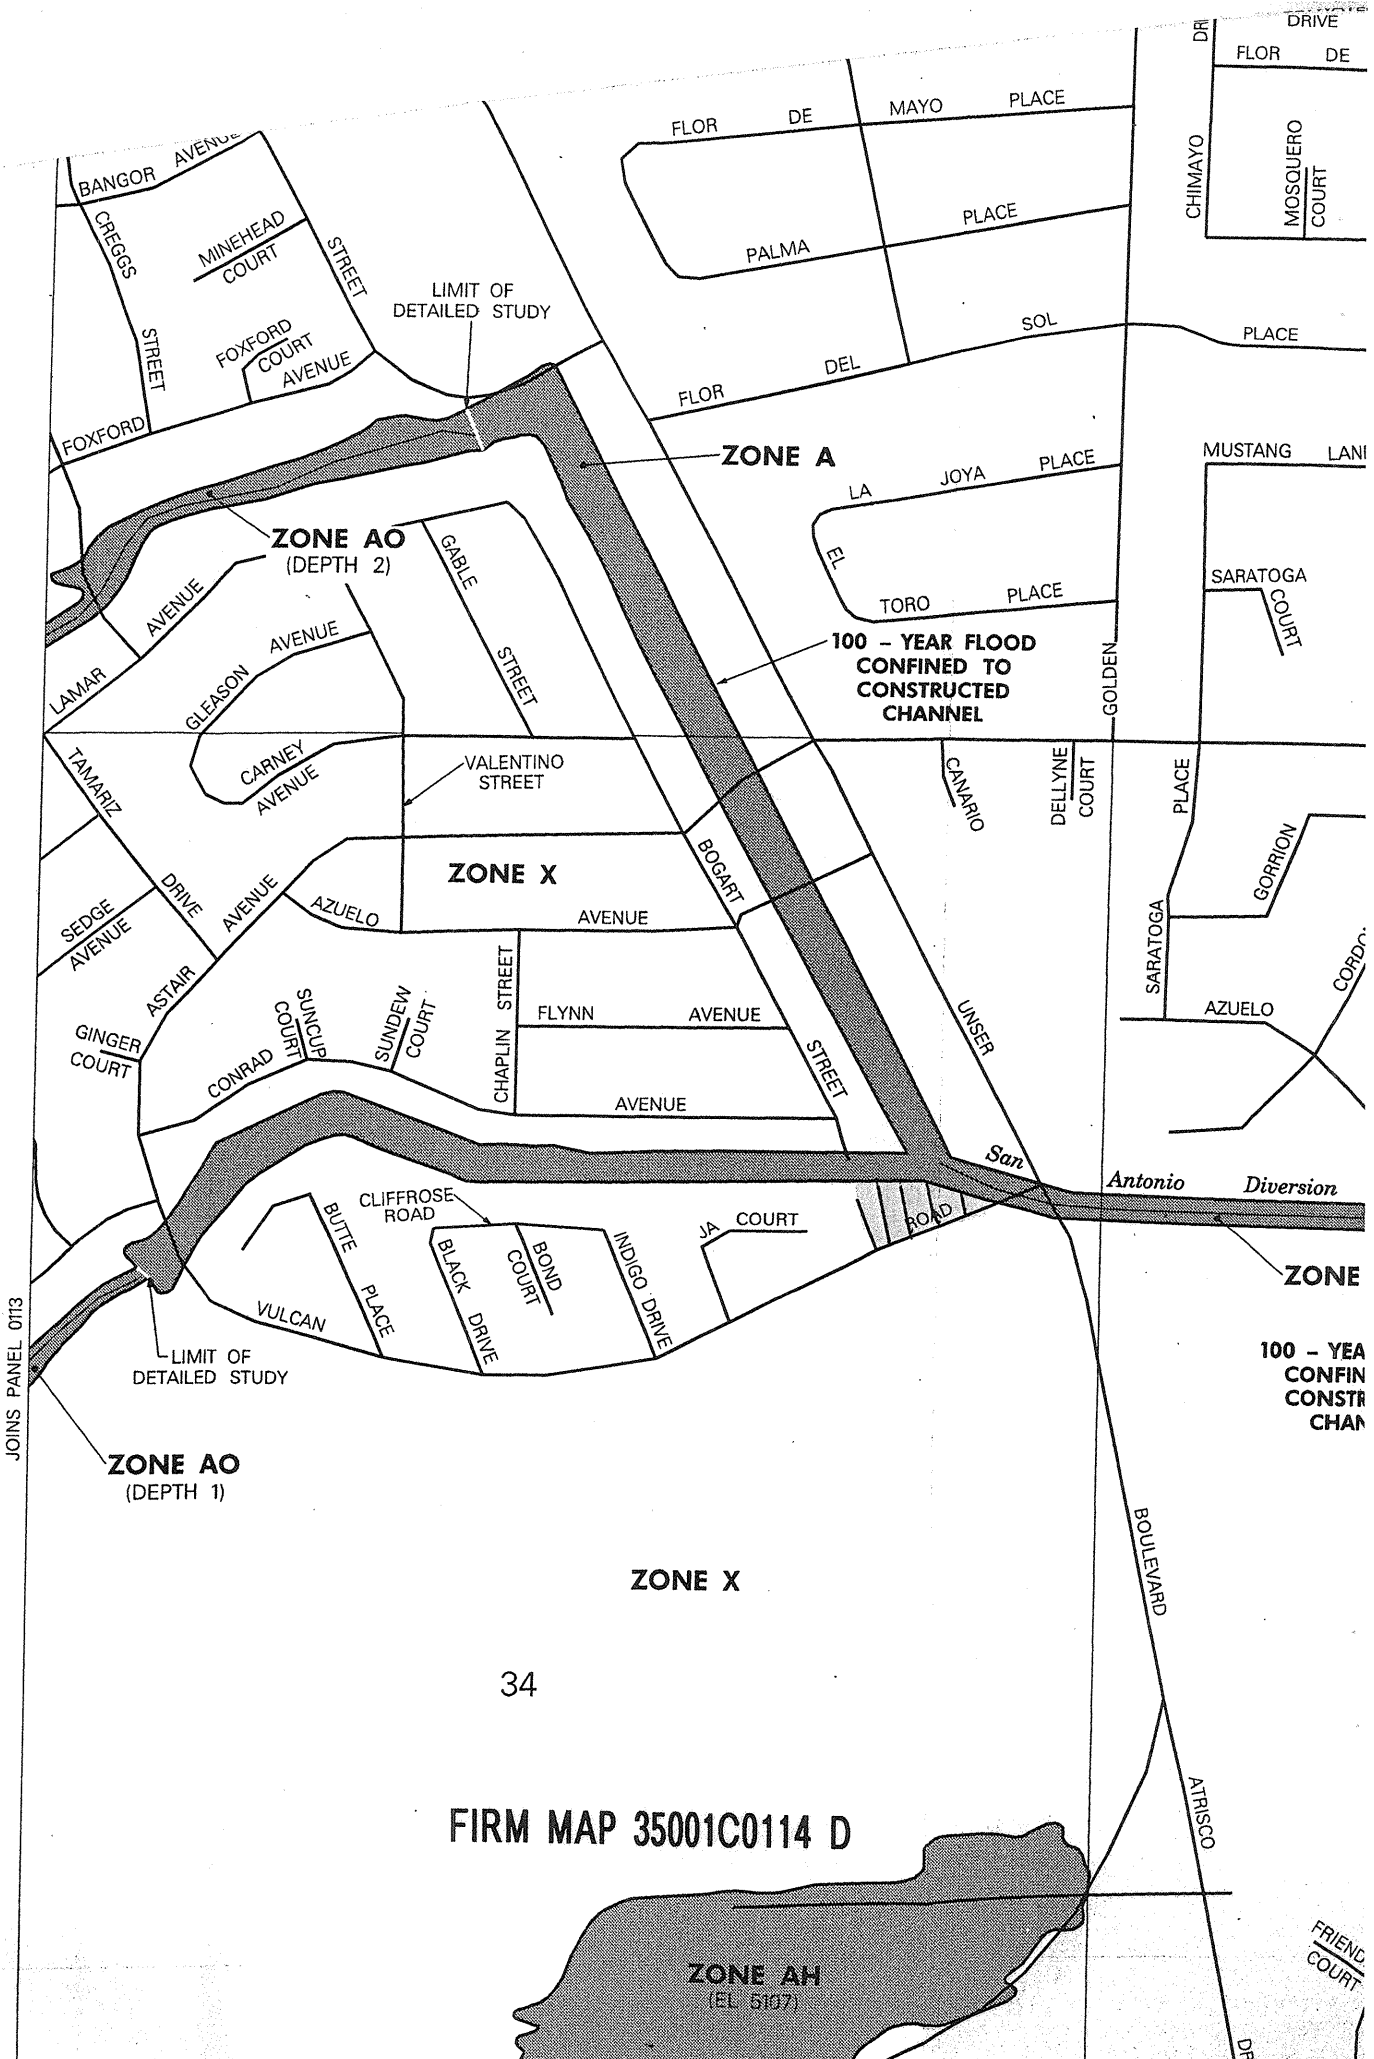 DRIVE
FLOR DE
FLOR DE MAYO PLACE
BANGOR AVENUE
CREGGS STREET
MINEHEAD
COURT
STREET
CHIMAYO
MOSQUERO
COURT
PALMA PLACE
LIMIT OF
DETAILED STUDY
FOXFORD
COURT
FOXFORD AVENUE
FLOR DEL SOL PLACE
ZONE A
MUSTANG
LA JOYA PLACE
EL
TORO PLACE
ZONE AO
(DEPTH 2)
GABLE STREET
SARATOGA
COURT
LAMAR AVENUE
GLEASON AVENUE
100 - YEAR FLOOD
CONFINED TO
CONSTRUCTED
CHANNEL
GOLDEN
CARNEY
AVENUE
VALENTINO
STREET
TAMARIZ DRIVE
CANARIO
DELLYNE
COURT
SARATOGA PLACE
GORRION
ZONE X
BOGART STREET
SEDGE
AVENUE
ASTAIR AVENUE
AZUELO AVENUE
CHAPLIN STREET
FLYNN AVENUE
UNSER
AZUELO
GINGER
COURT
SUNCUP
COURT
SUNDEW
COURT
CONRAD AVENUE
San Antonio Diversion
CLIFFROSE
ROAD
BUTTE PLACE
BLACK DRIVE
BOND
COURT
INDIGO DRIVE
JA COURT
ROAD
ZONE
VULCAN
LIMIT OF
DETAILED STUDY
JOINS PANEL 0113
100 - YEA
CONFIN
CONSTR
CHAN
ZONE AO
(DEPTH 1)
BOULEVARD
ZONE X
34
ATRISCO
FIRM MAP 35001C0114 D
ZONE AH
(EL 5107)
FRIEND
COURT